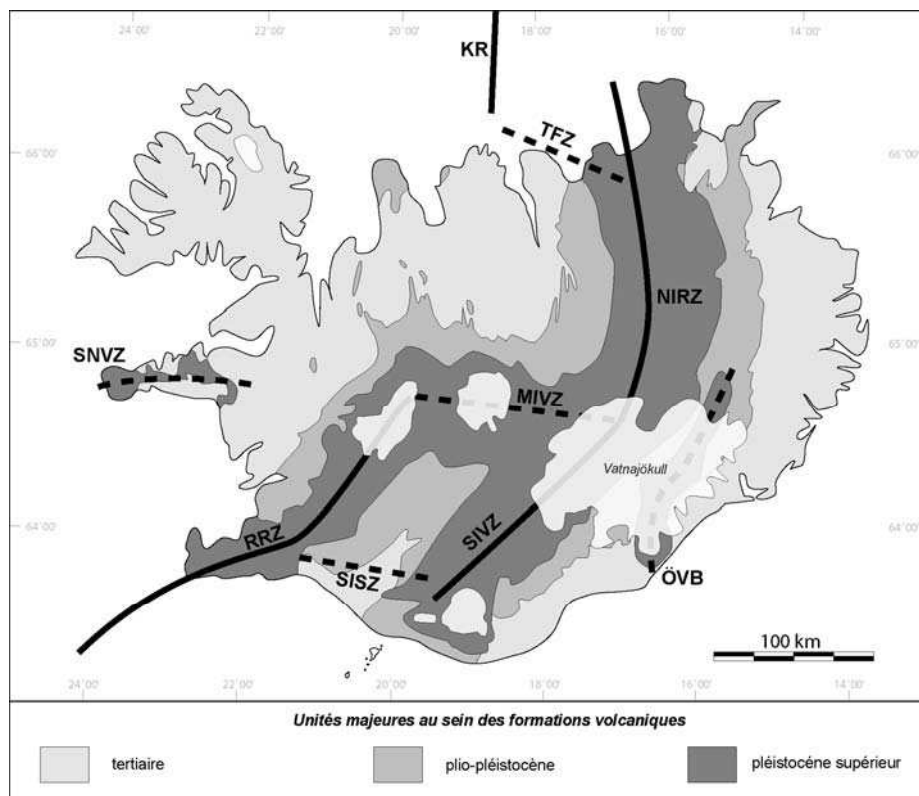 24°00' 22°00' 20°00' 18°00' 16°00' 14°00'
KR
TFZ
66°00' 66°00'
NIRZ
65°00' 65°00'
SNVZ
MIVZ
Vatnajökull
64°00' 64°00'
RRZ
SIVZ
SISZ
ÖVB
100 km
24°00' 22°00' 20°00' 18°00' 16°00' 14°00'
Unités majeures au sein des formations volcaniques
tertiaire plio-pléistocène pléistocéne supérieur